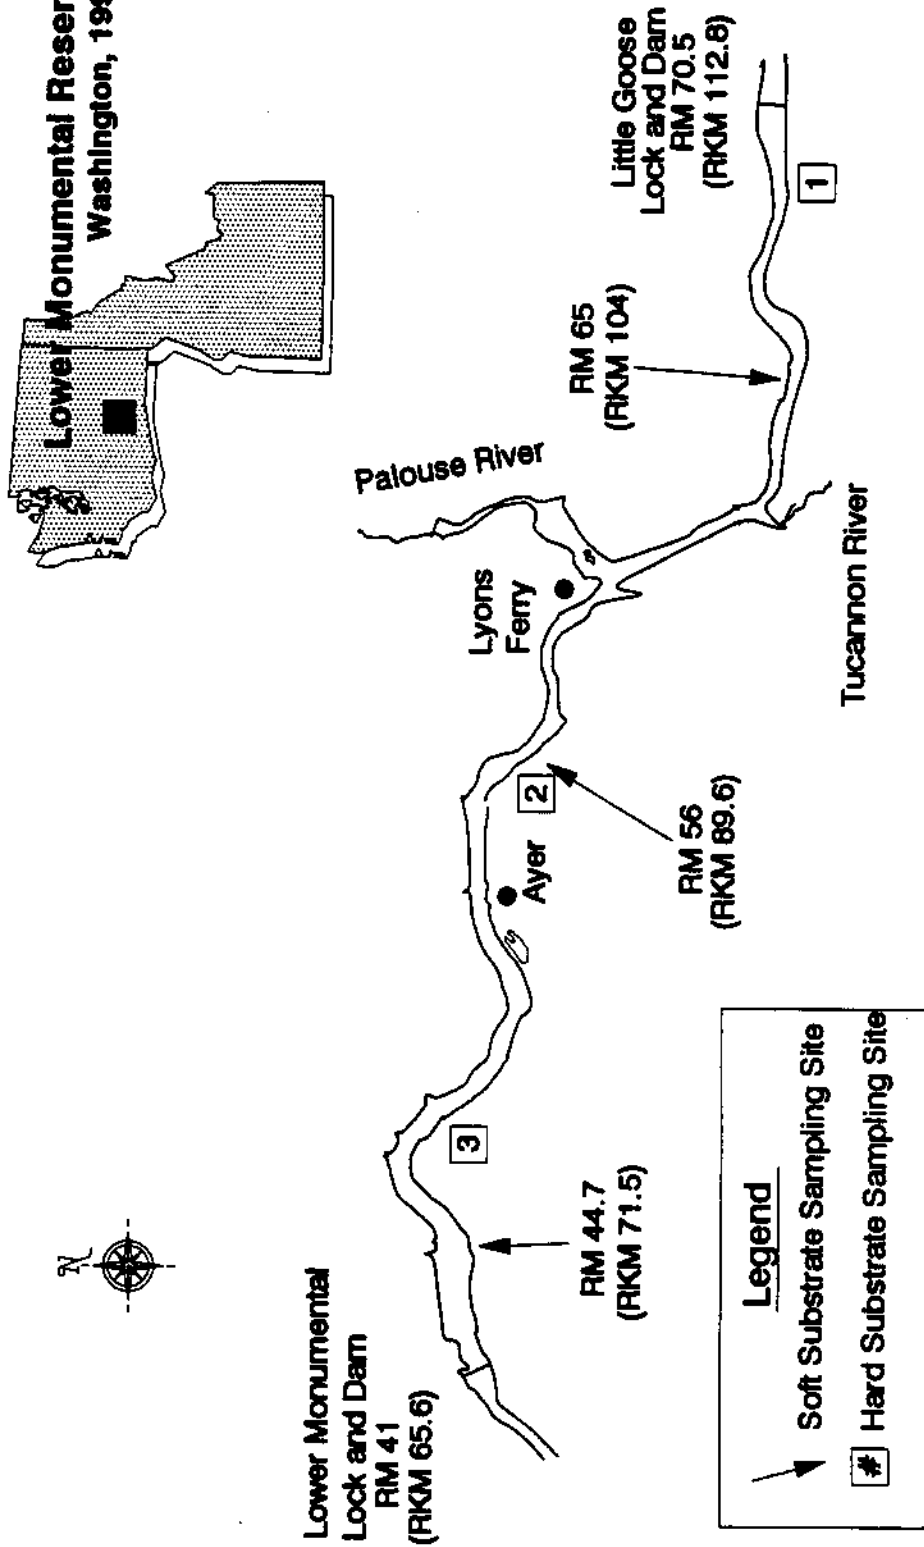 Lower Monumental Reser
Washington, 199
N
Little Goose
Lock and Dam
RM 70.5
(RKM 112.8)
1
RM 65
(RKM 104)
Palouse River
Lyons
Ferry
Tucannon River
2
RM 56
(RKM 89.6)
Ayer
3
RM 44.7
(RKM 71.5)
Lower Monumental
Lock and Dam
RM 41
(RKM 65.6)
Legend
Soft Substrate Sampling Site
# Hard Substrate Sampling Site